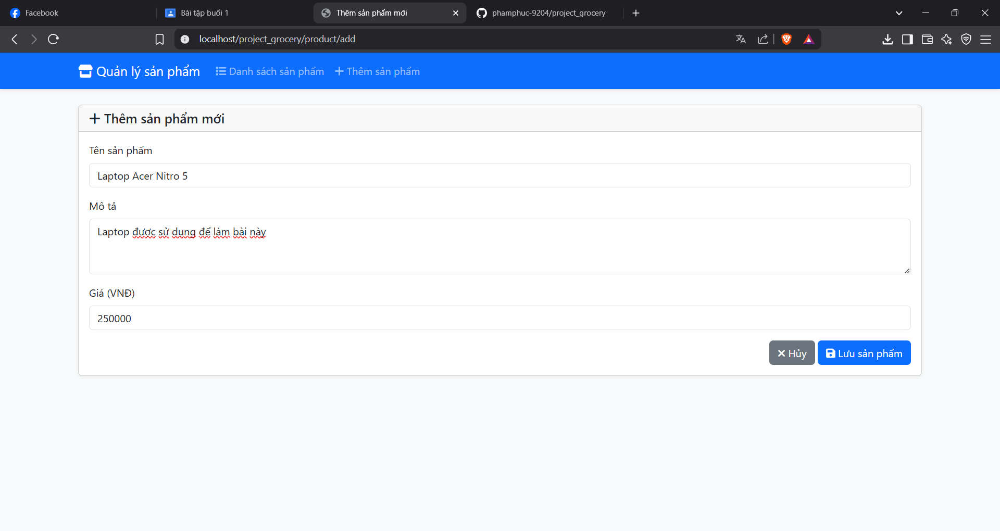 Facebook
Bài tập buổi 1
Thêm sản phẩm mới
phamphuc-9204/project_grocery
localhost/project_grocery/product/add
Quản lý sản phẩm
Danh sách sản phẩm
Thêm sản phẩm
Thêm sản phẩm mới
Tên sản phẩm
Laptop Acer Nitro 5
Mô tả
Laptop được sử dụng để làm bài này
Giá (VNĐ)
250000
Hủy
Lưu sản phẩm